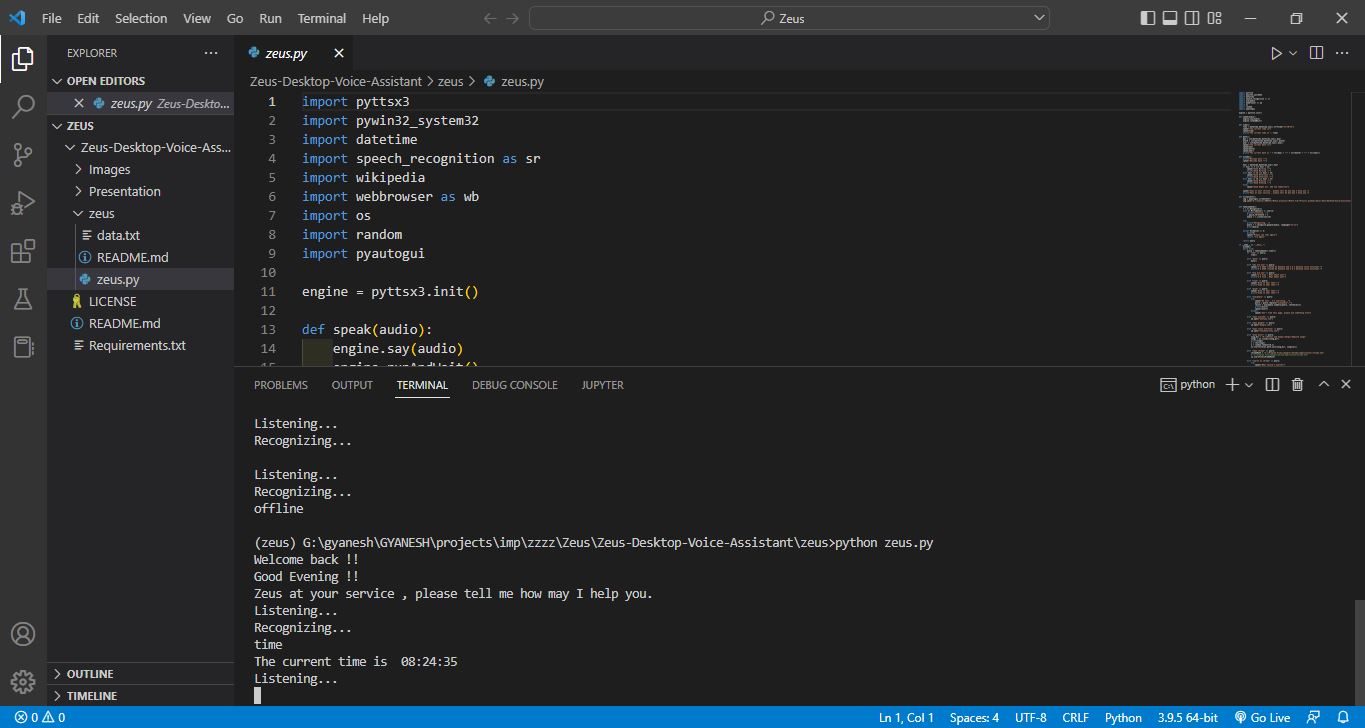 File Edit Selection View Go Run Terminal Help
Zeus
EXPLORER
OPEN EDITORS
zeus.py Zeus-Deskto...
ZEUS
Zeus-Desktop-Voice-Ass...
Images
Presentation
zeus
data.txt
README.md
zeus.py
LICENSE
README.md
Requirements.txt
OUTLINE
TIMELINE
zeus.py
Zeus-Desktop-Voice-Assistant > zeus > zeus.py
1 import pyttsx3
2 import pywin32_system32
3 import datetime
4 import speech_recognition as sr
5 import wikipedia
6 import webbrowser as wb
7 import os
8 import random
9 import pyautogui
10
11 engine = pyttsx3.init()
12
13 def speak(audio):
14 engine.say(audio)
15 engine.runAndWait()
PROBLEMS OUTPUT TERMINAL DEBUG CONSOLE JUPYTER
python
Listening...
Recognizing...
Listening...
Recognizing...
offline
(zeus) G:\gyanesh\GYANESH\projects\imp\zzzz\Zeus\Zeus-Desktop-Voice-Assistant\zeus>python zeus.py
Welcome back !!
Good Evening !!
Zeus at your service , please tell me how may I help you.
Listening...
Recognizing...
time
The current time is  08:24:35
Listening...
0 0
Ln 1, Col 1 Spaces: 4 UTF-8 CRLF Python 3.9.5 64-bit Go Live